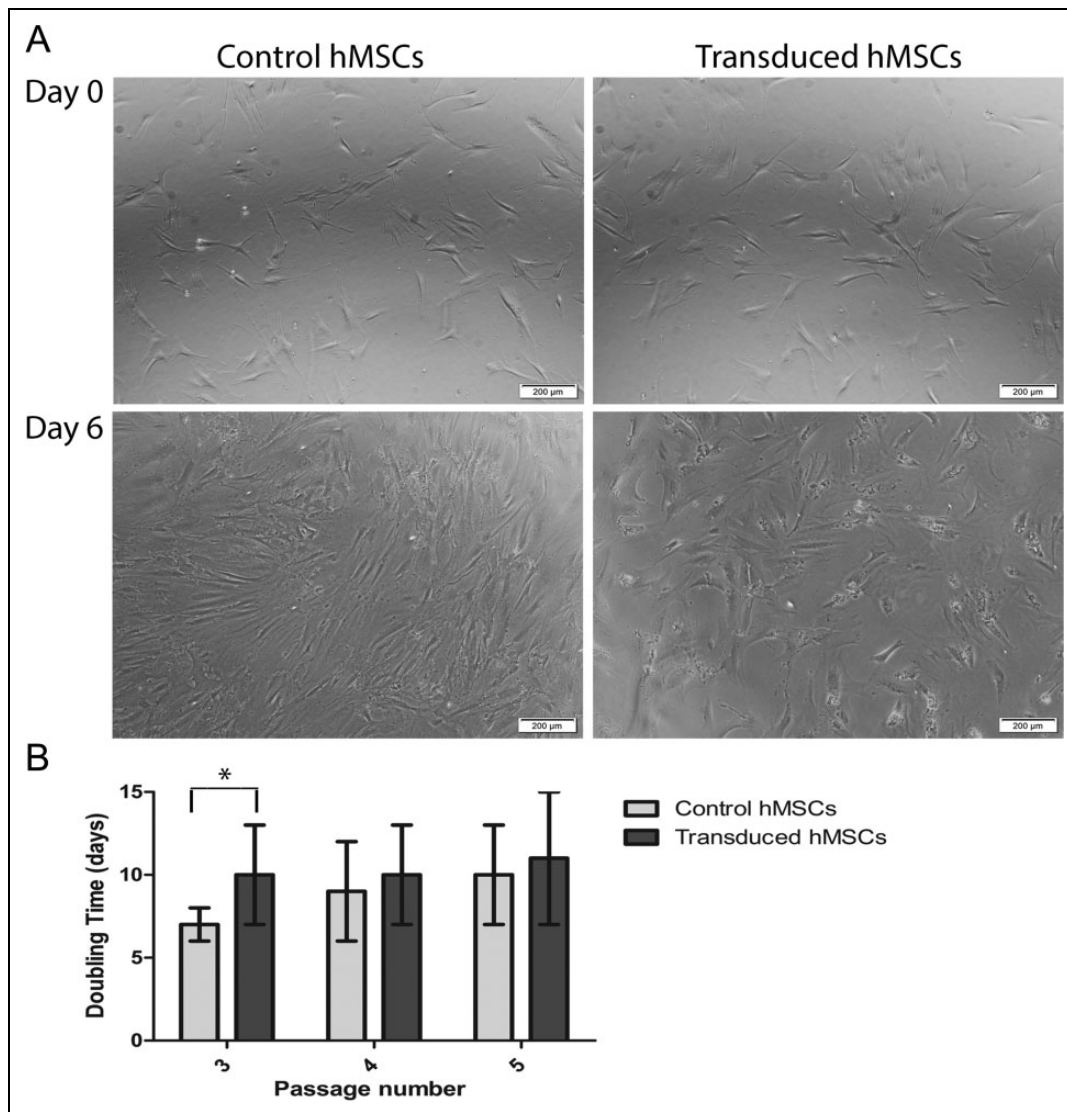 A
Control hMSCs
Transduced hMSCs
Day 0
200 µm
200 µm
Day 6
200 µm
200 µm
B
*
15
10
5
0
Doubling Time (days)
3
4
5
Passage number
Control hMSCs
Transduced hMSCs